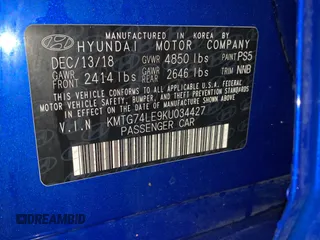 MANUFACTURED IN KOREA BY
HYUNDAI MOTOR COMPANY
DEC/13/18 GVWR 4850 lbs PAINT PS5
GAWR FRONT 2414 lbs GAWR REAR 2646 lbs TRIM NNB
THIS VEHICLE CONFORMS TO ALL APPLICABLE
FEDERAL MOTOR VEHICLE SAFETY, BUMPER, AND
THEFT PREVENTION STANDARDS IN EFFECT ON
THE DATE OF MANUFACTURE SHOWN ABOVE.
V.I.N KMTG74LE9KU034427
PASSENGER CAR
DREAMBID